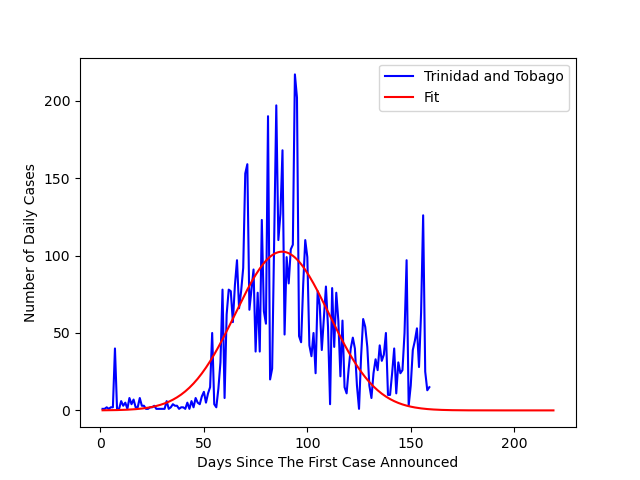 Trinidad and Tobago
Fit
200
150
100
50
0
Number of Daily Cases
0 50 100 150 200
Days Since The First Case Announced